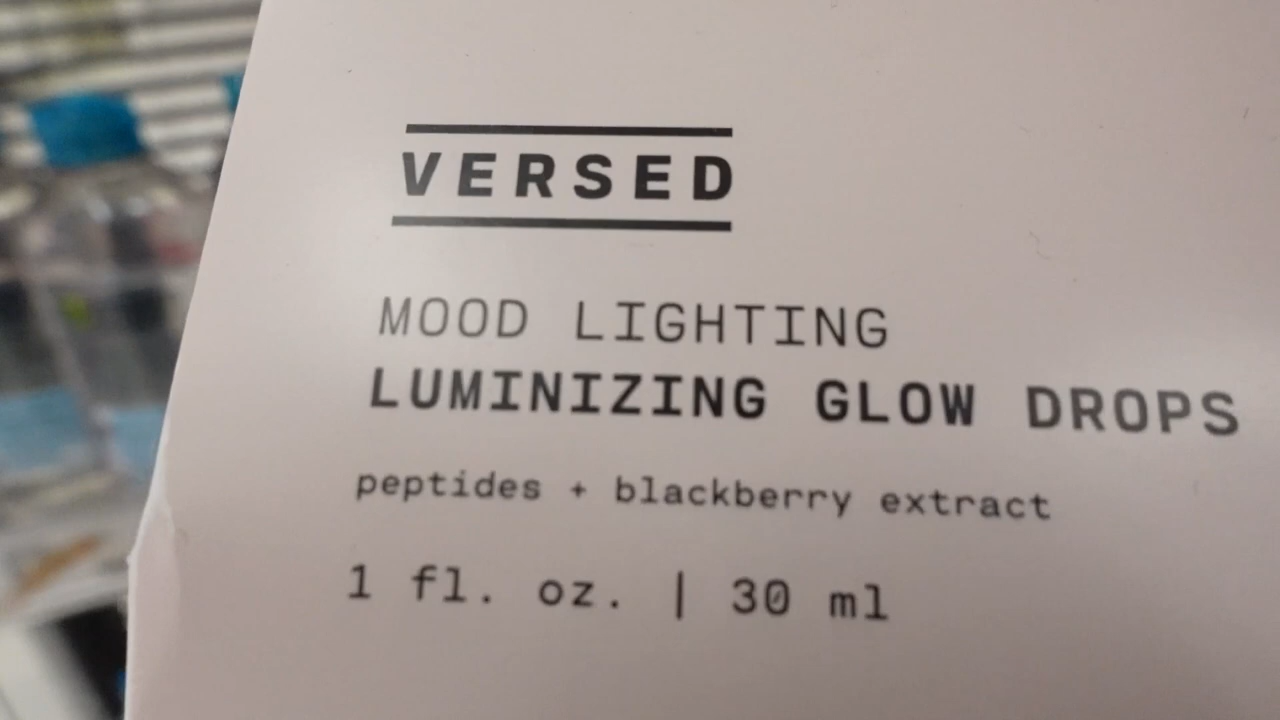 VERSED
MOOD LIGHTING
LUMINIZING GLOW DROPS
peptides + blackberry extract
1 fl. oz. | 30 ml